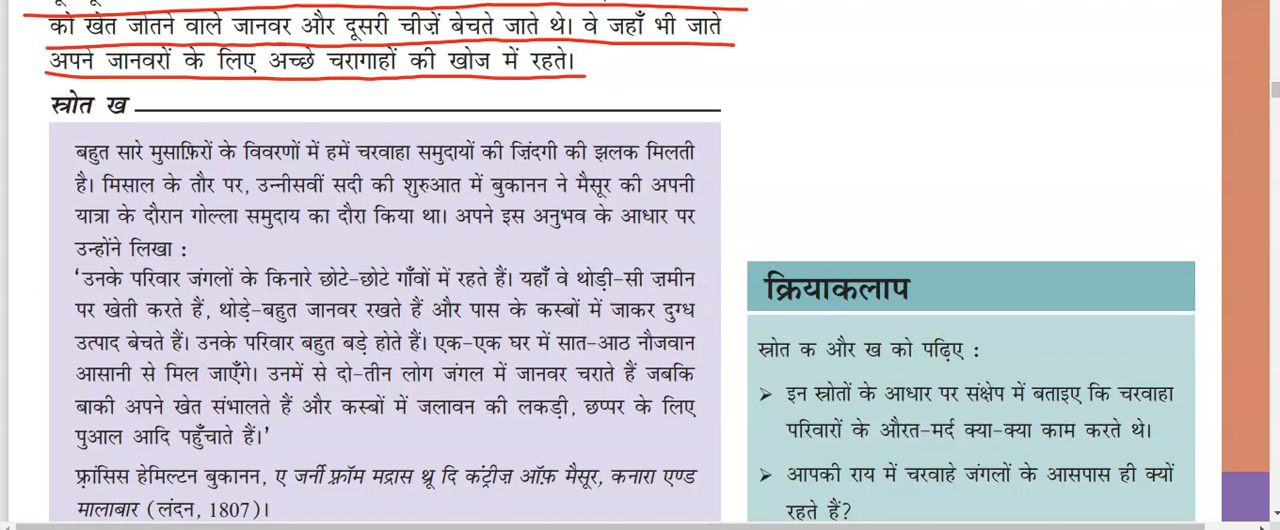 को खेत जोतने वाले जानवर और दूसरी चीज़ें बेचते जाते थे। वे जहाँ भी जाते
अपने जानवरों के लिए अच्छे चरागाहों की खोज में रहते।
स्रोत ख
बहुत सारे मुसाफ़िरों के विवरणों में हमें चरवाहा समुदायों की ज़िंदगी की झलक मिलती
है। मिसाल के तौर पर, उन्नीसवीं सदी की शुरुआत में बुकानन ने मैसूर की अपनी
यात्रा के दौरान गोल्ला समुदाय का दौरा किया था। अपने इस अनुभव के आधार पर
उन्होंने लिखा :
'उनके परिवार जंगलों के किनारे छोटे-छोटे गाँवों में रहते हैं। यहाँ वे थोड़ी-सी ज़मीन
पर खेती करते हैं, थोड़े-बहुत जानवर रखते हैं और पास के कस्बों में जाकर दुग्ध
उत्पाद बेचते हैं। उनके परिवार बहुत बड़े होते हैं। एक-एक घर में सात-आठ नौजवान
आसानी से मिल जाएँगे। उनमें से दो-तीन लोग जंगल में जानवर चराते हैं जबकि
बाकी अपने खेत संभालते हैं और कस्बों में जलावन की लकड़ी, छप्पर के लिए
पुआल आदि पहुँचाते हैं।'
फ़्रांसिस हेमिल्टन बुकानन, ए जर्नी फ़्रॉम मद्रास थ्रू दि कंट्रीज़ ऑफ़ मैसूर, कनारा एण्ड
मालाबार (लंदन, 1807)।
क्रियाकलाप
स्रोत क और ख को पढ़िए :
➤ इन स्रोतों के आधार पर संक्षेप में बताइए कि चरवाहा
परिवारों के औरत-मर्द क्या-क्या काम करते थे।
➤ आपकी राय में चरवाहे जंगलों के आसपास ही क्यों
रहते हैं?